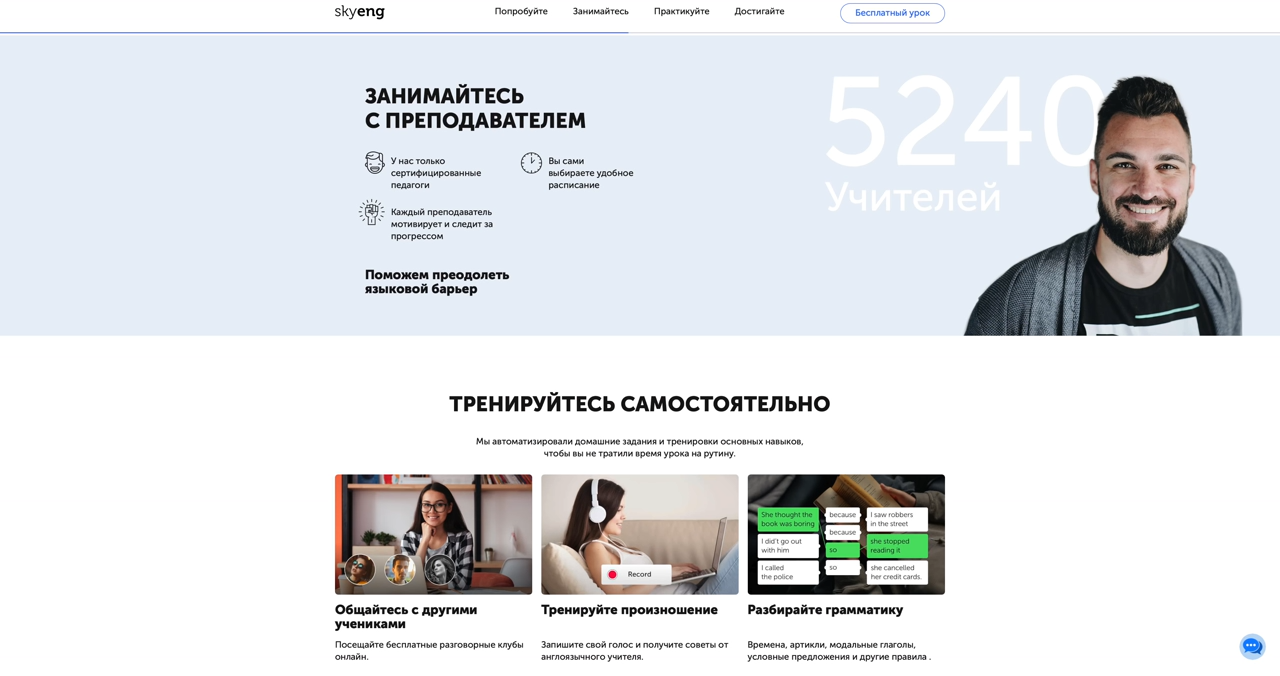 skyeng
Попробуйте
Занимайтесь
Практикуйте
Достигайте
Бесплатный урок
ЗАНИМАЙТЕСЬ
С ПРЕПОДАВАТЕЛЕМ
У нас только
сертифицированные
педагоги
Вы сами
выбираете удобное
расписание
Каждый преподаватель
мотивирует и следит за
прогрессом
Поможем преодолеть
языковой барьер
5240
Учителей
ТРЕНИРУЙТЕСЬ САМОСТОЯТЕЛЬНО
Мы автоматизировали домашние задания и тренировки основных навыков,
чтобы вы не тратили время урока на рутину.
Record
She thought the
book was boring
because
I saw robbers
in the street
because
I did't go out
with him
so
she stopped
reading it
I called
the police
so
she cancelled
her credit cards.
Общайтесь с другими
учениками
Посещайте бесплатные разговорные клубы
онлайн.
Тренируйте произношение
Запишите свой голос и получите советы от
англоязычного учителя.
Разбирайте грамматику
Времена, артикли, модальные глаголы,
условные предложения и другие правила .